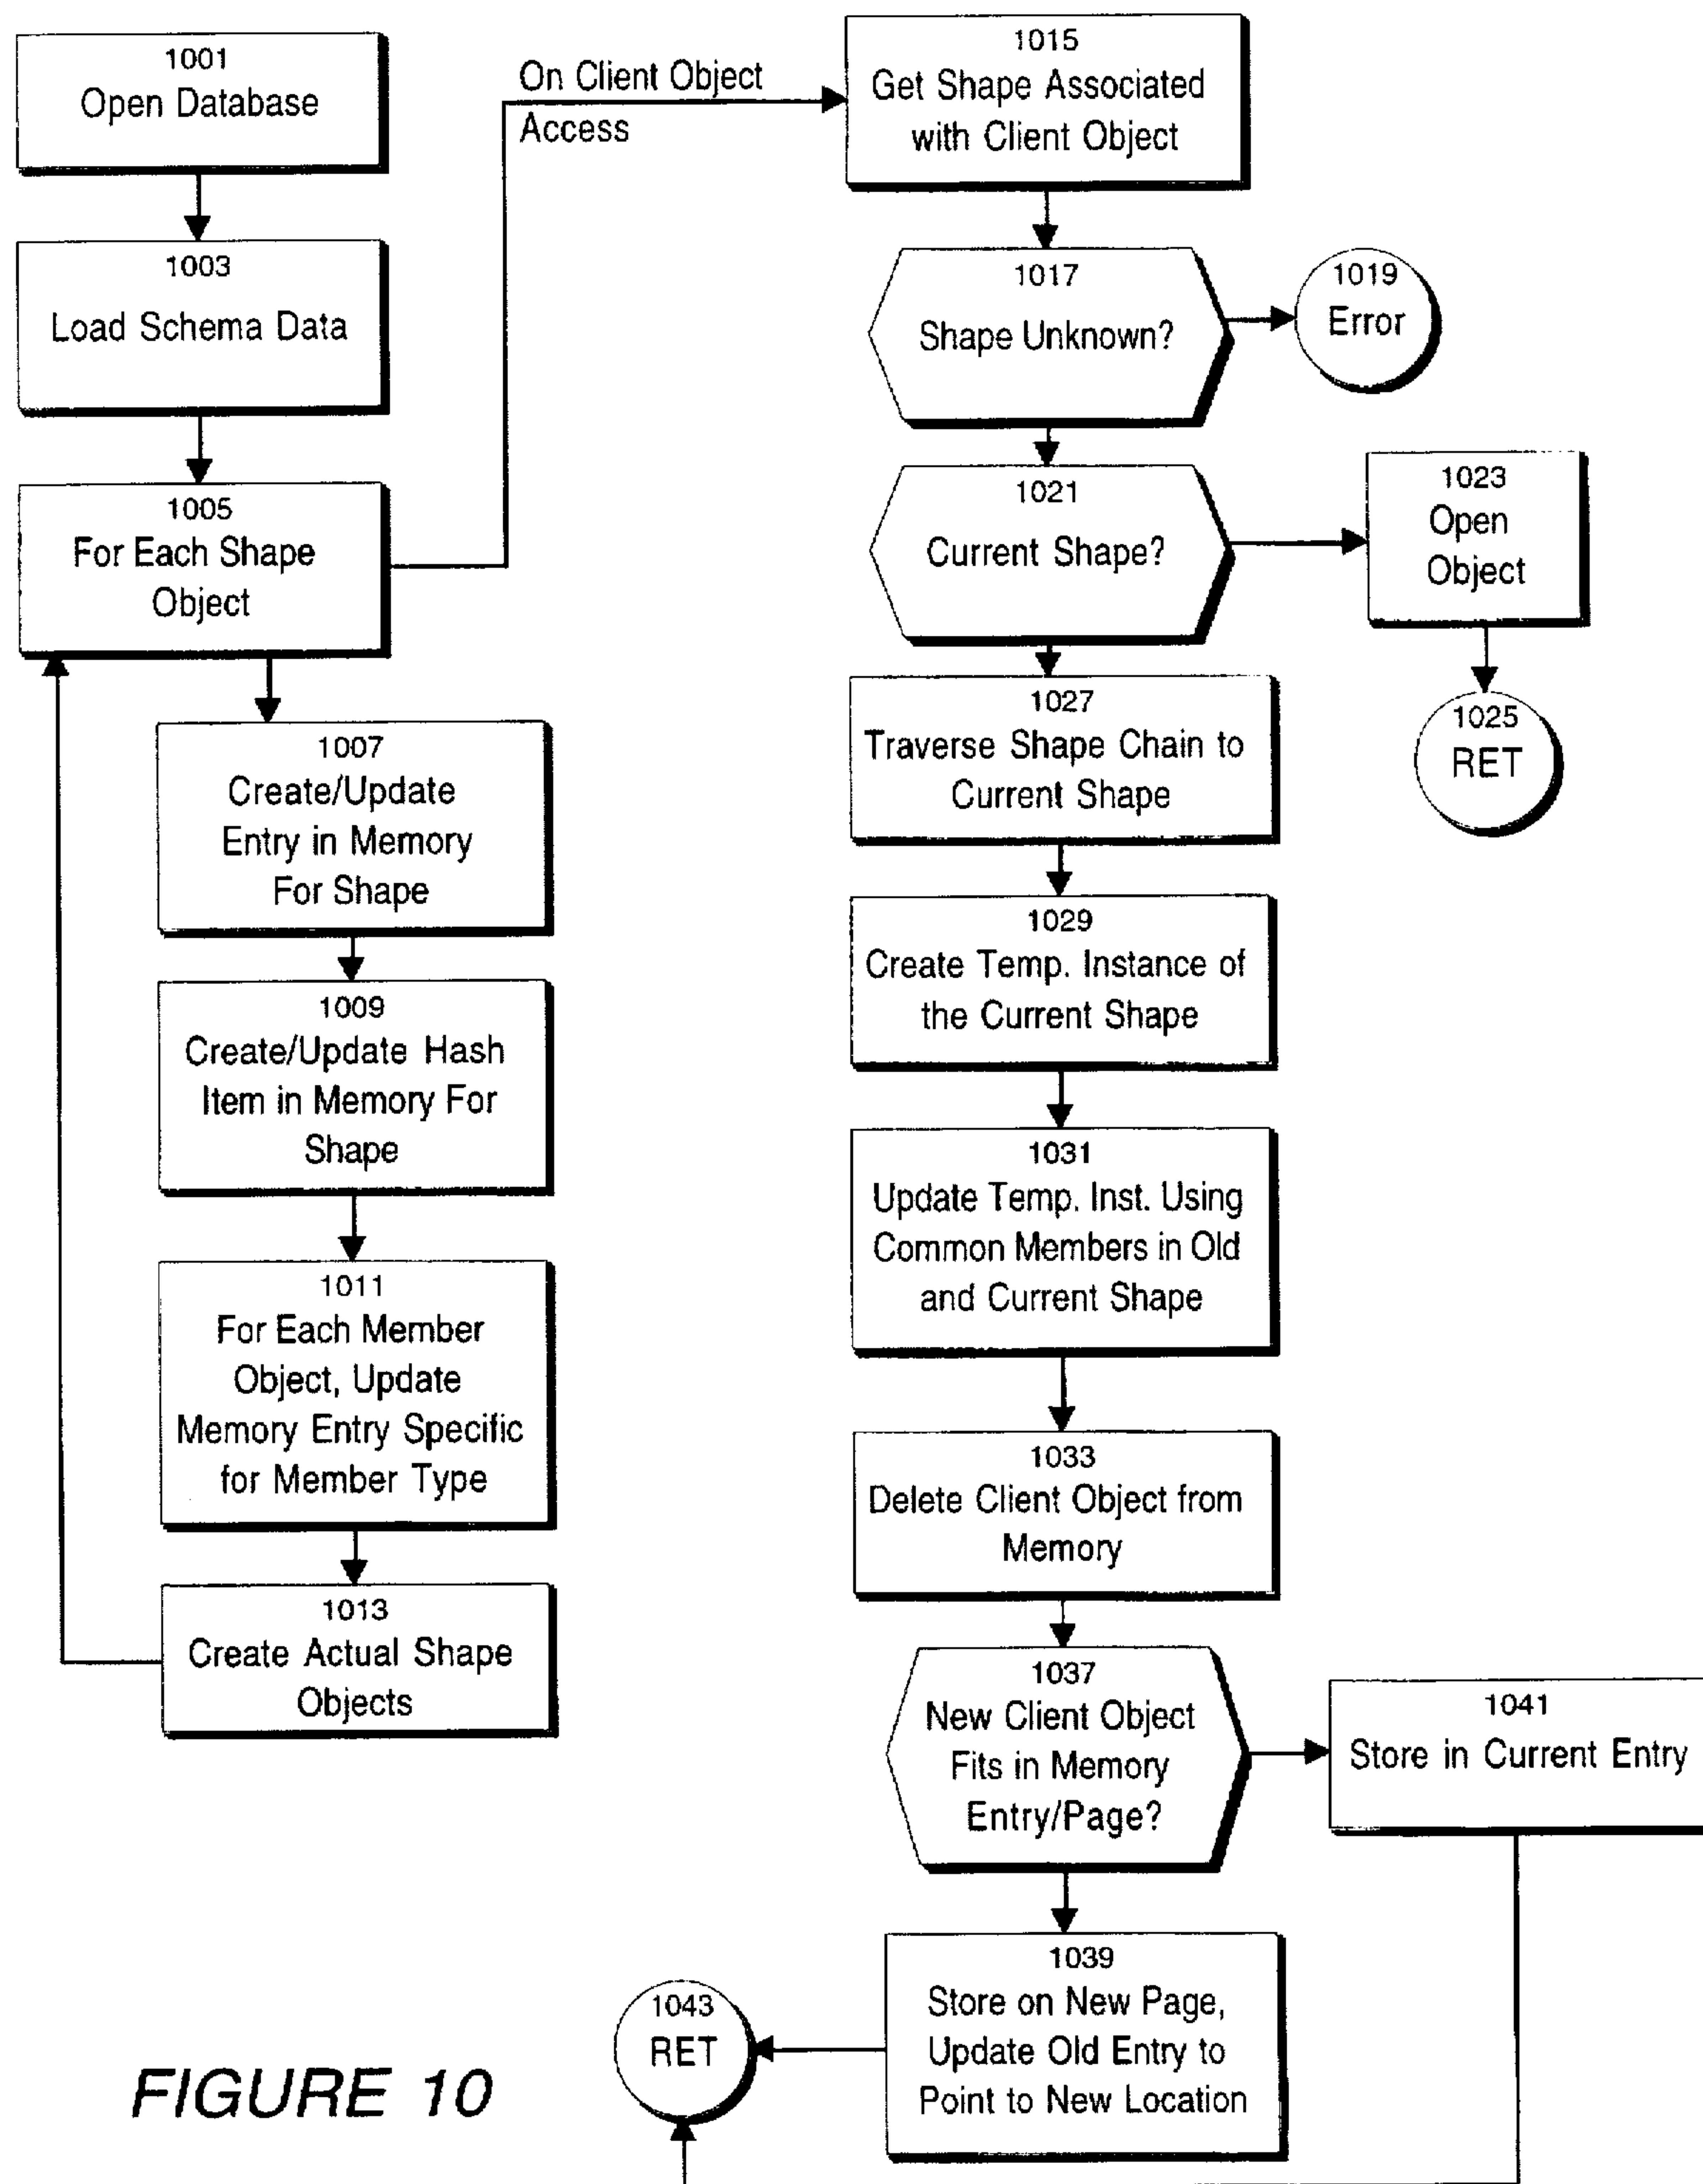 1001
Open Database
1003
Load Schema Data
1005
For Each Shape
Object
1007
Create/Update
Entry in Memory
For Shape
1009
Create/Update Hash
Item in Memory For
Shape
1011
For Each Member
Object, Update
Memory Entry Specific
for Member Type
1013
Create Actual Shape
Objects
On Client Object
Access
1015
Get Shape Associated
with Client Object
1017
Shape Unknown?
1019
Error
1021
Current Shape?
1023
Open
Object
1025
RET
1027
Traverse Shape Chain to
Current Shape
1029
Create Temp. Instance of
the Current Shape
1031
Update Temp. Inst. Using
Common Members in Old
and Current Shape
1033
Delete Client Object from
Memory
1037
New Client Object
Fits in Memory
Entry/Page?
1041
Store in Current Entry
1039
Store on New Page,
Update Old Entry to
Point to New Location
1043
RET
FIGURE 10